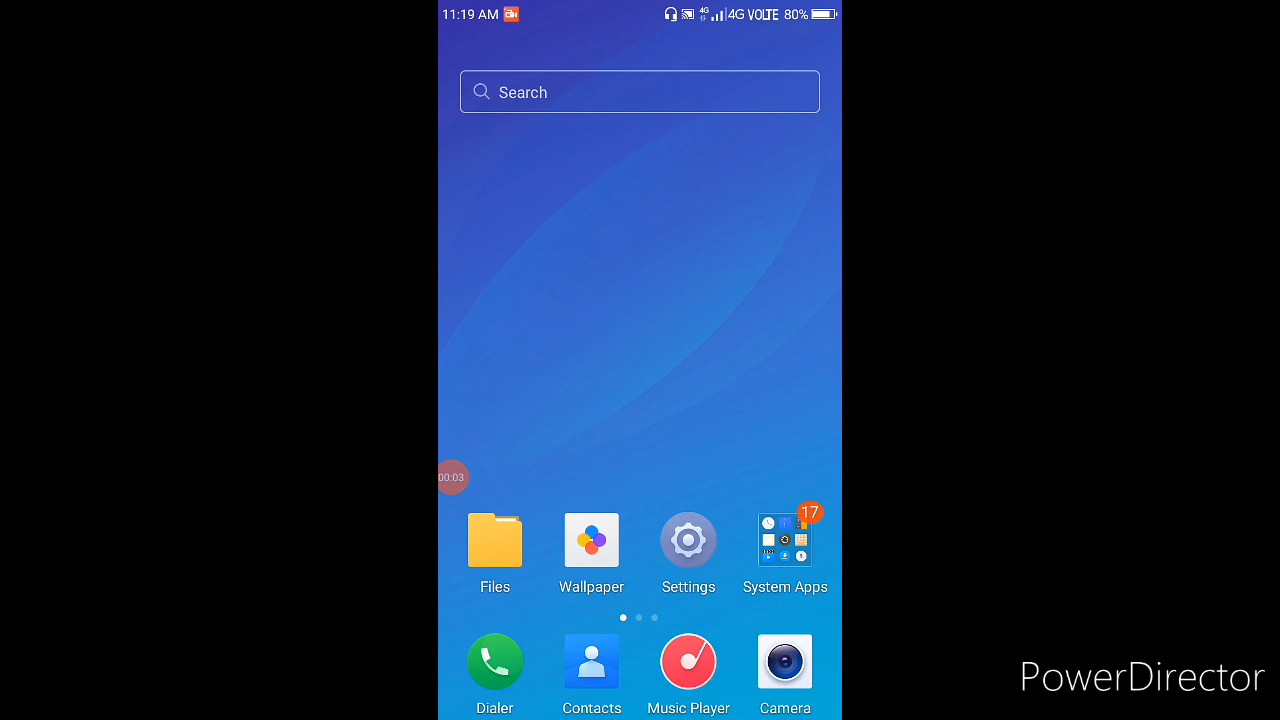 11:19 AM 4G 4G VOLTE 80%
Search
00:03
17
Files Wallpaper Settings System Apps
Dialer Contacts Music Player Camera
PowerDirector